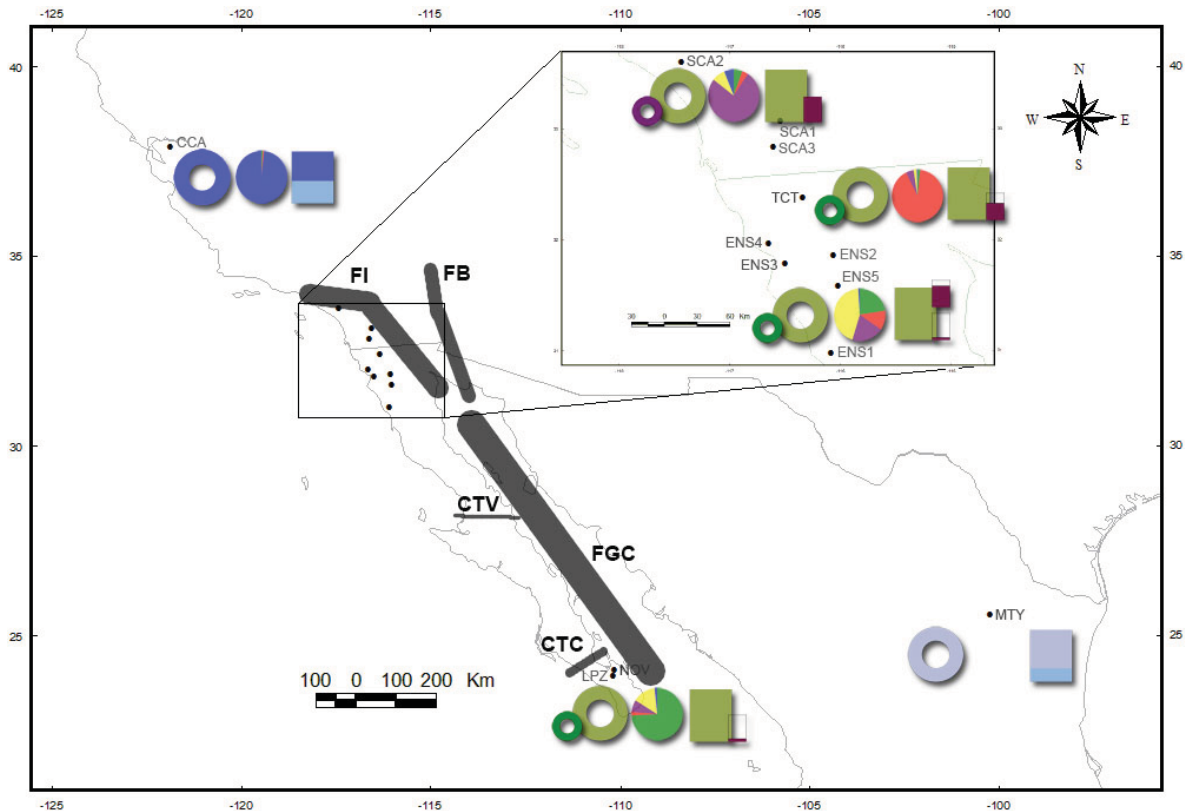 -125 -120 -115 -110 -105 -100
40 40
35 35
30 30
25 25
N
W E
S
CCA
SCA2
SCA1
SCA3
TCT
ENS4
ENS2
ENS3
ENS5
ENS1
30 0 30 60 Km
FI
FB
CTV
FGC
CTC
NOV
LPZ
MTY
100 0 100 200 Km
-125 -120 -115 -110 -105 -100